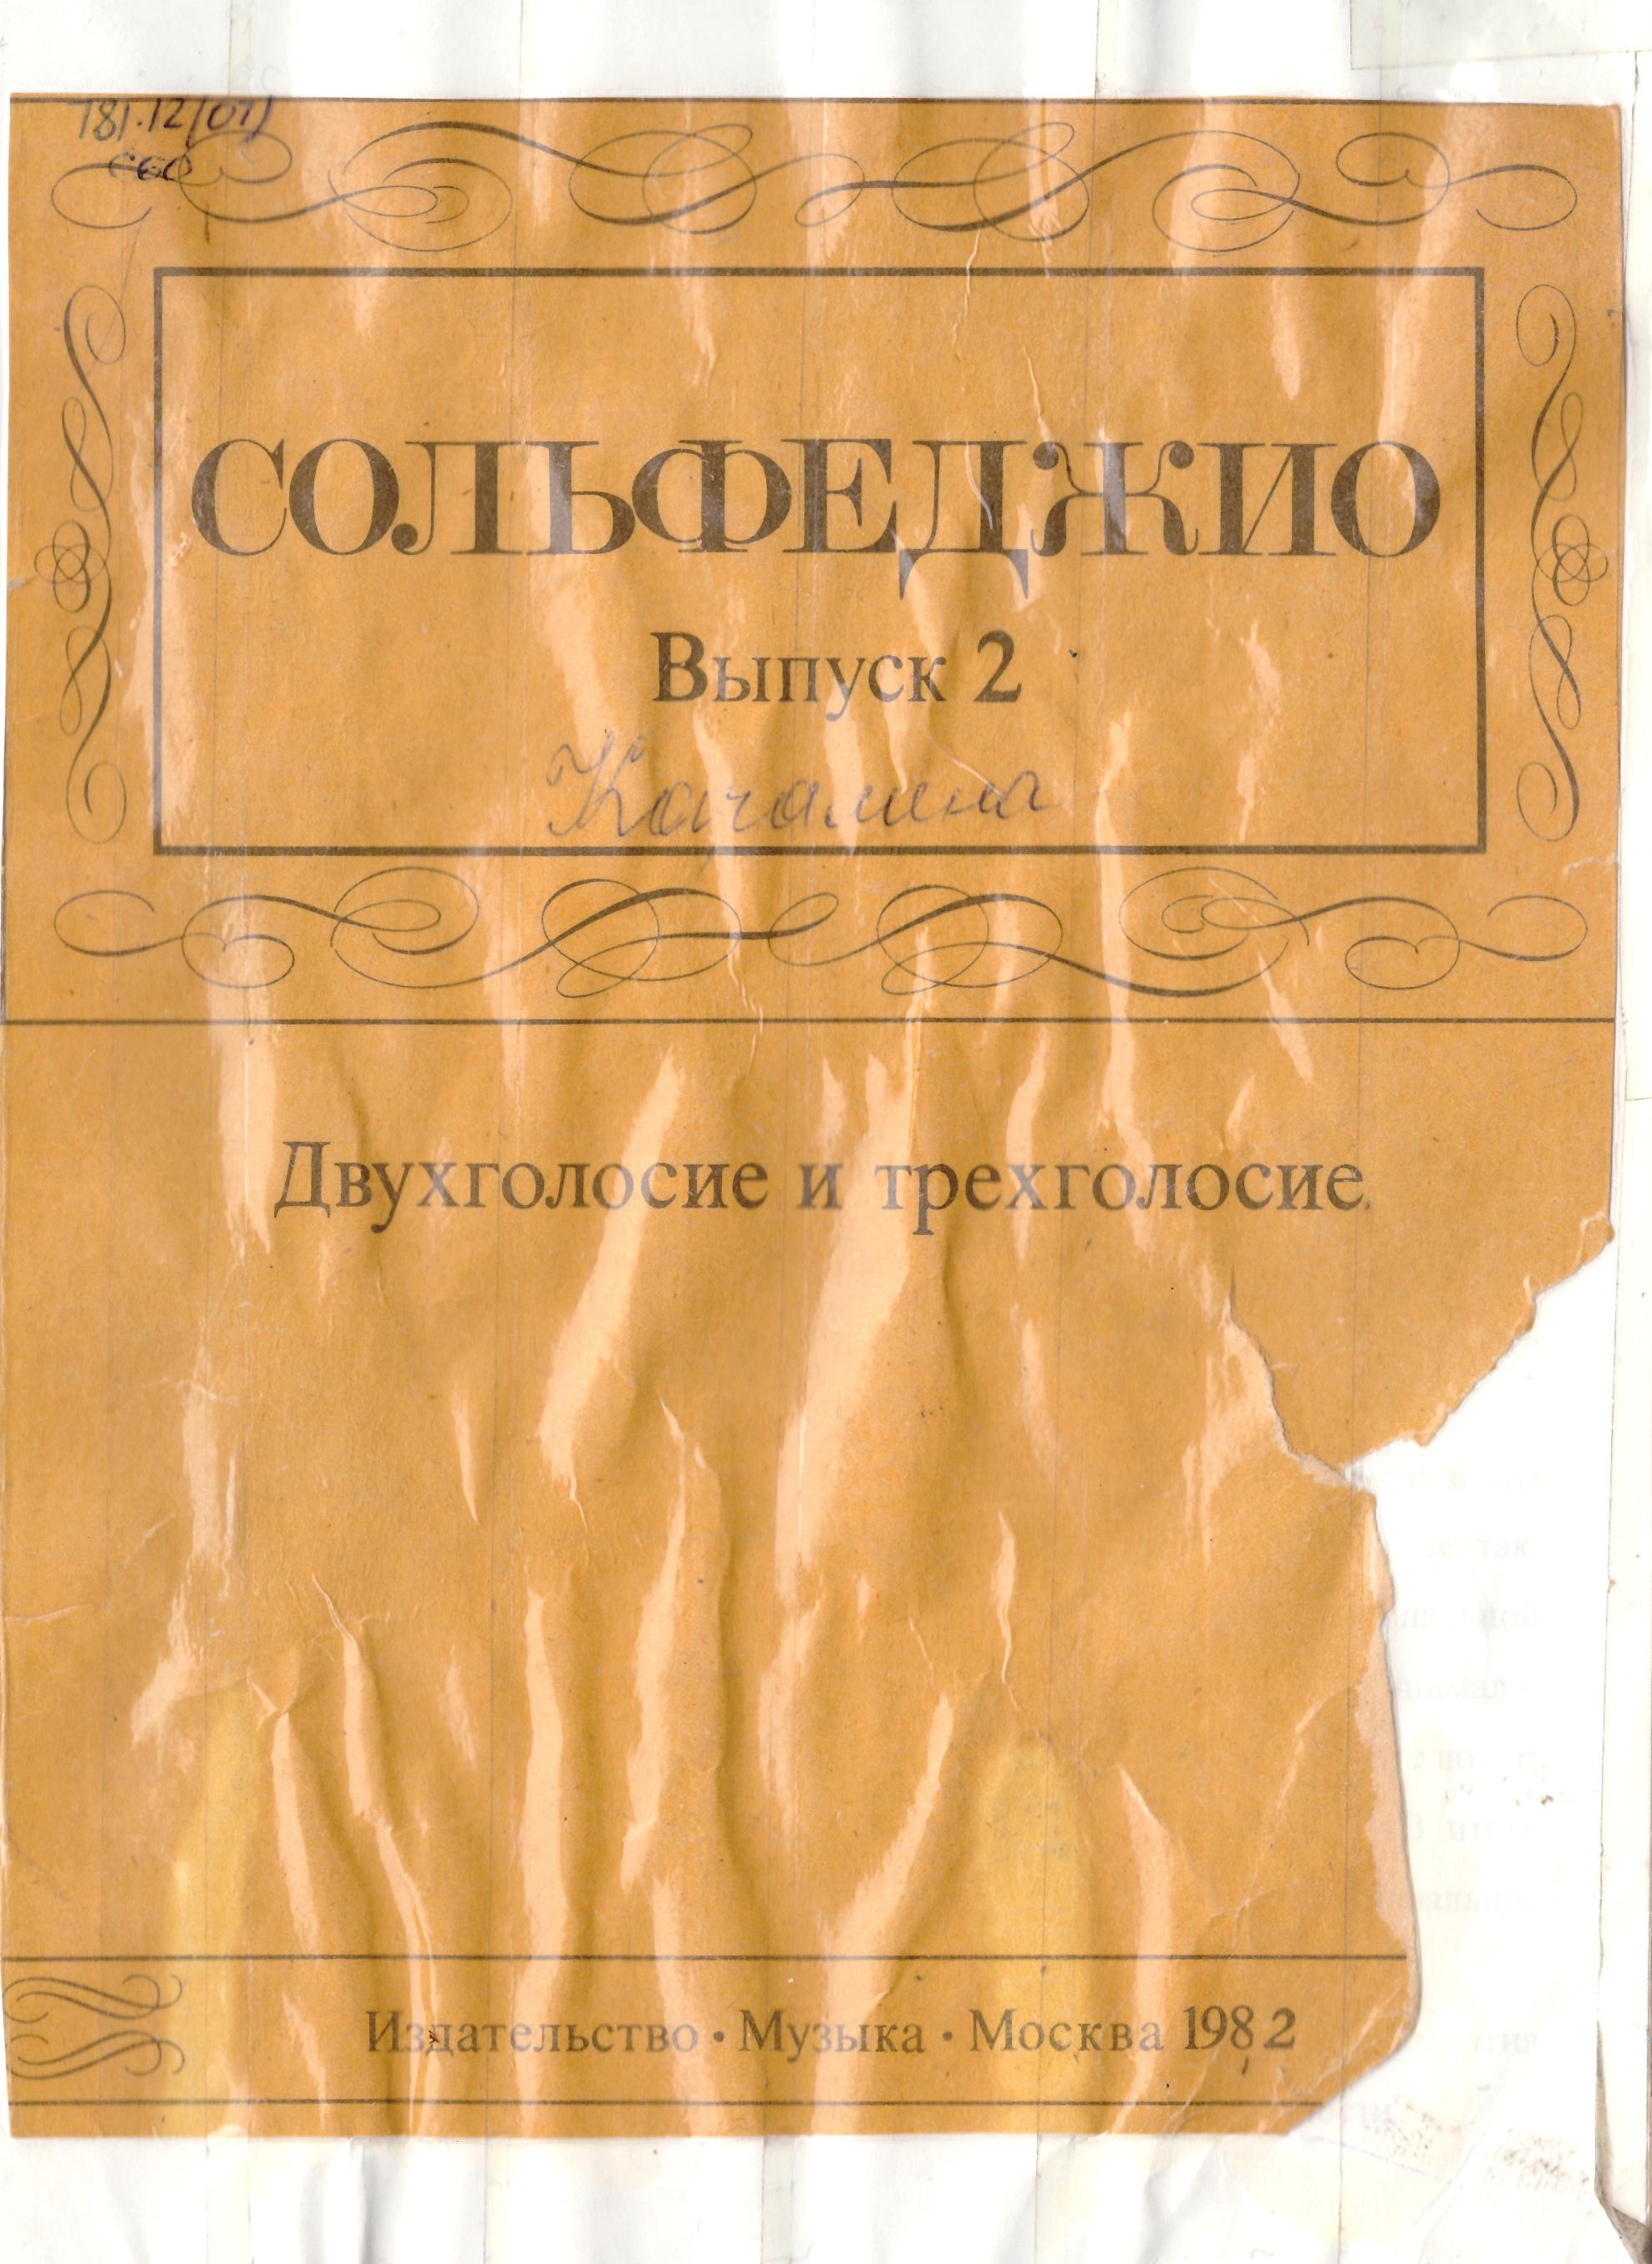 781.12(07)
С60
СОЛЬФЕДЖИО
Выпуск 2
Качалина
Двухголосие и трехголосие
Издательство • Музыка • Москва 1982